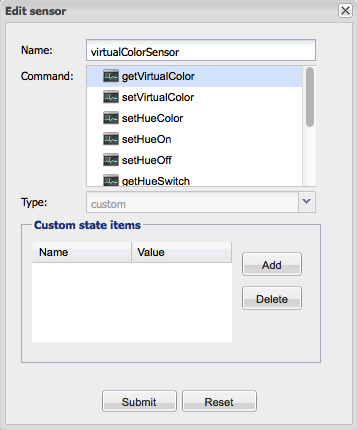 Edit sensor
Name: virtualColorSensor
Command: getVirtualColor
setVirtualColor
setHueColor
setHueOn
setHueOff
getHueSwitch
Type: custom
Custom state items
Name Value
Add
Delete
Submit Reset